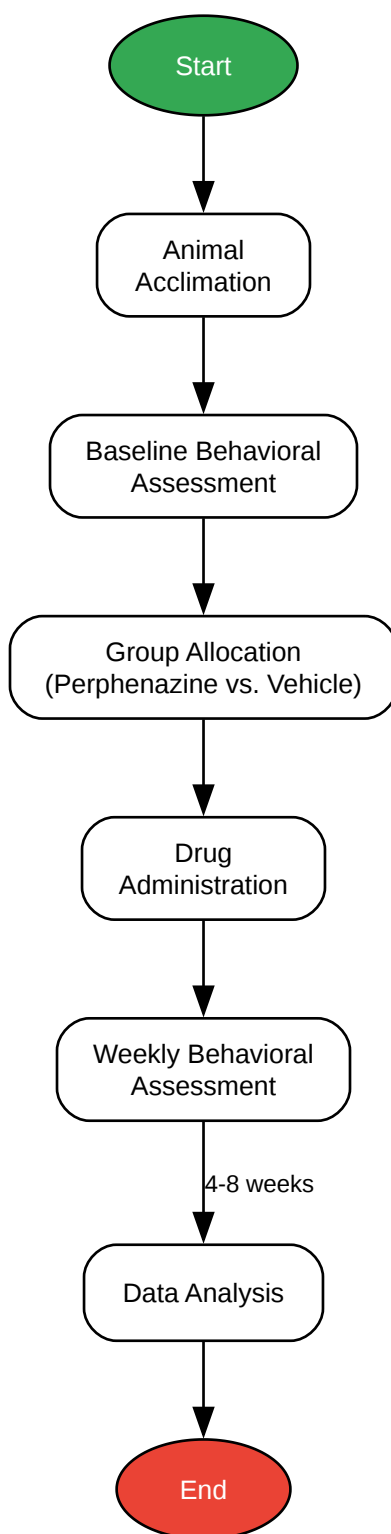 Start
Animal
Acclimation
Baseline Behavioral
Assessment
Group Allocation
(Perphenazine vs. Vehicle)
Drug
Administration
Weekly Behavioral
Assessment
4-8 weeks
Data Analysis
End